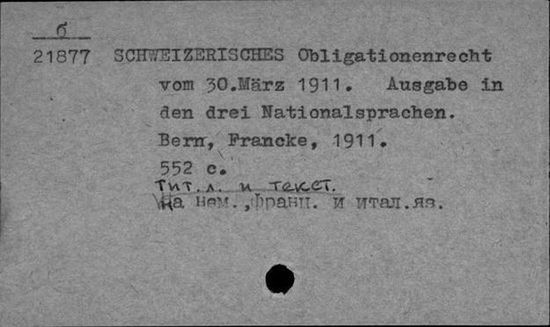 б
21877 SCHWEIZERISCHES Obligationenrecht
vom 30.März 1911. Ausgabe in
den drei Nationalsprachen.
Bern, Francke, 1911.
552 с.
Тит. л. и текст.
На нем.,франц. и итал.яз.